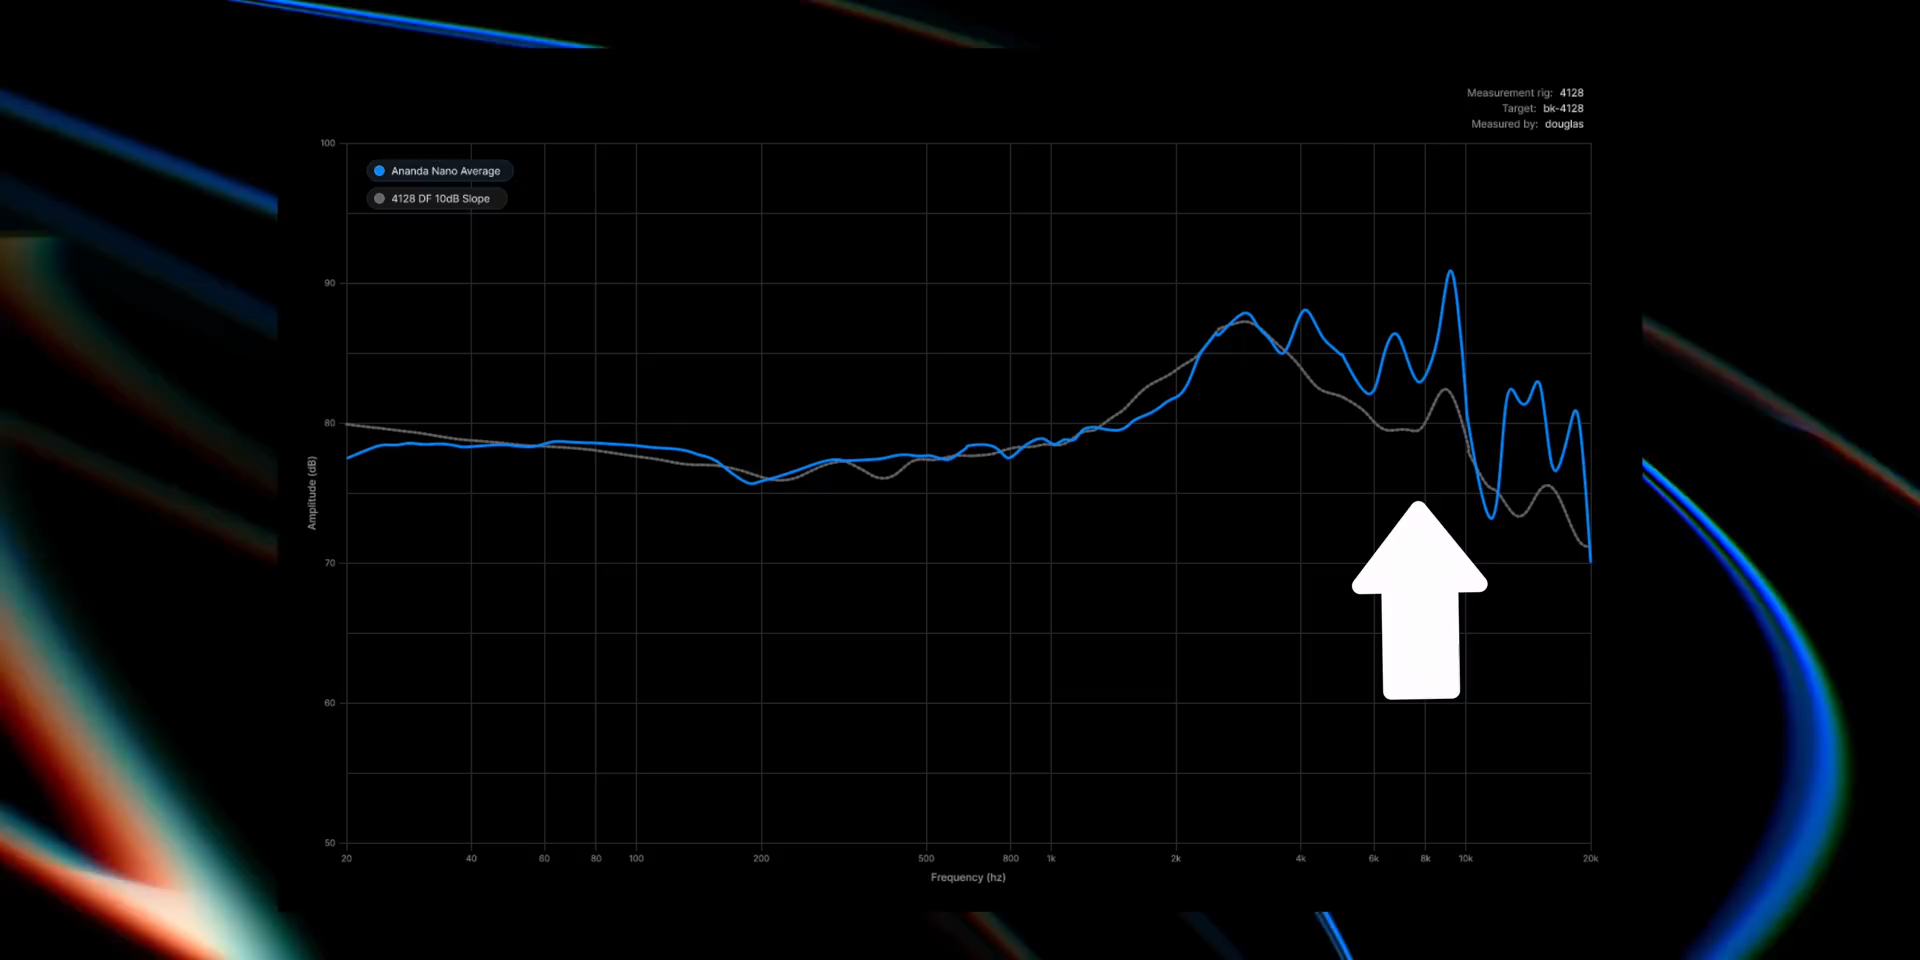 Measurement rig: 4128
Target: bk-4128
Measured by: douglas
Ananda Nano Average
4128 DF 10dB Slope
100
90
80
70
60
50
Amplitude (dB)
20 40 60 80 100 200 500 800 1k 2k 4k 6k 8k 10k 20k
Frequency (hz)